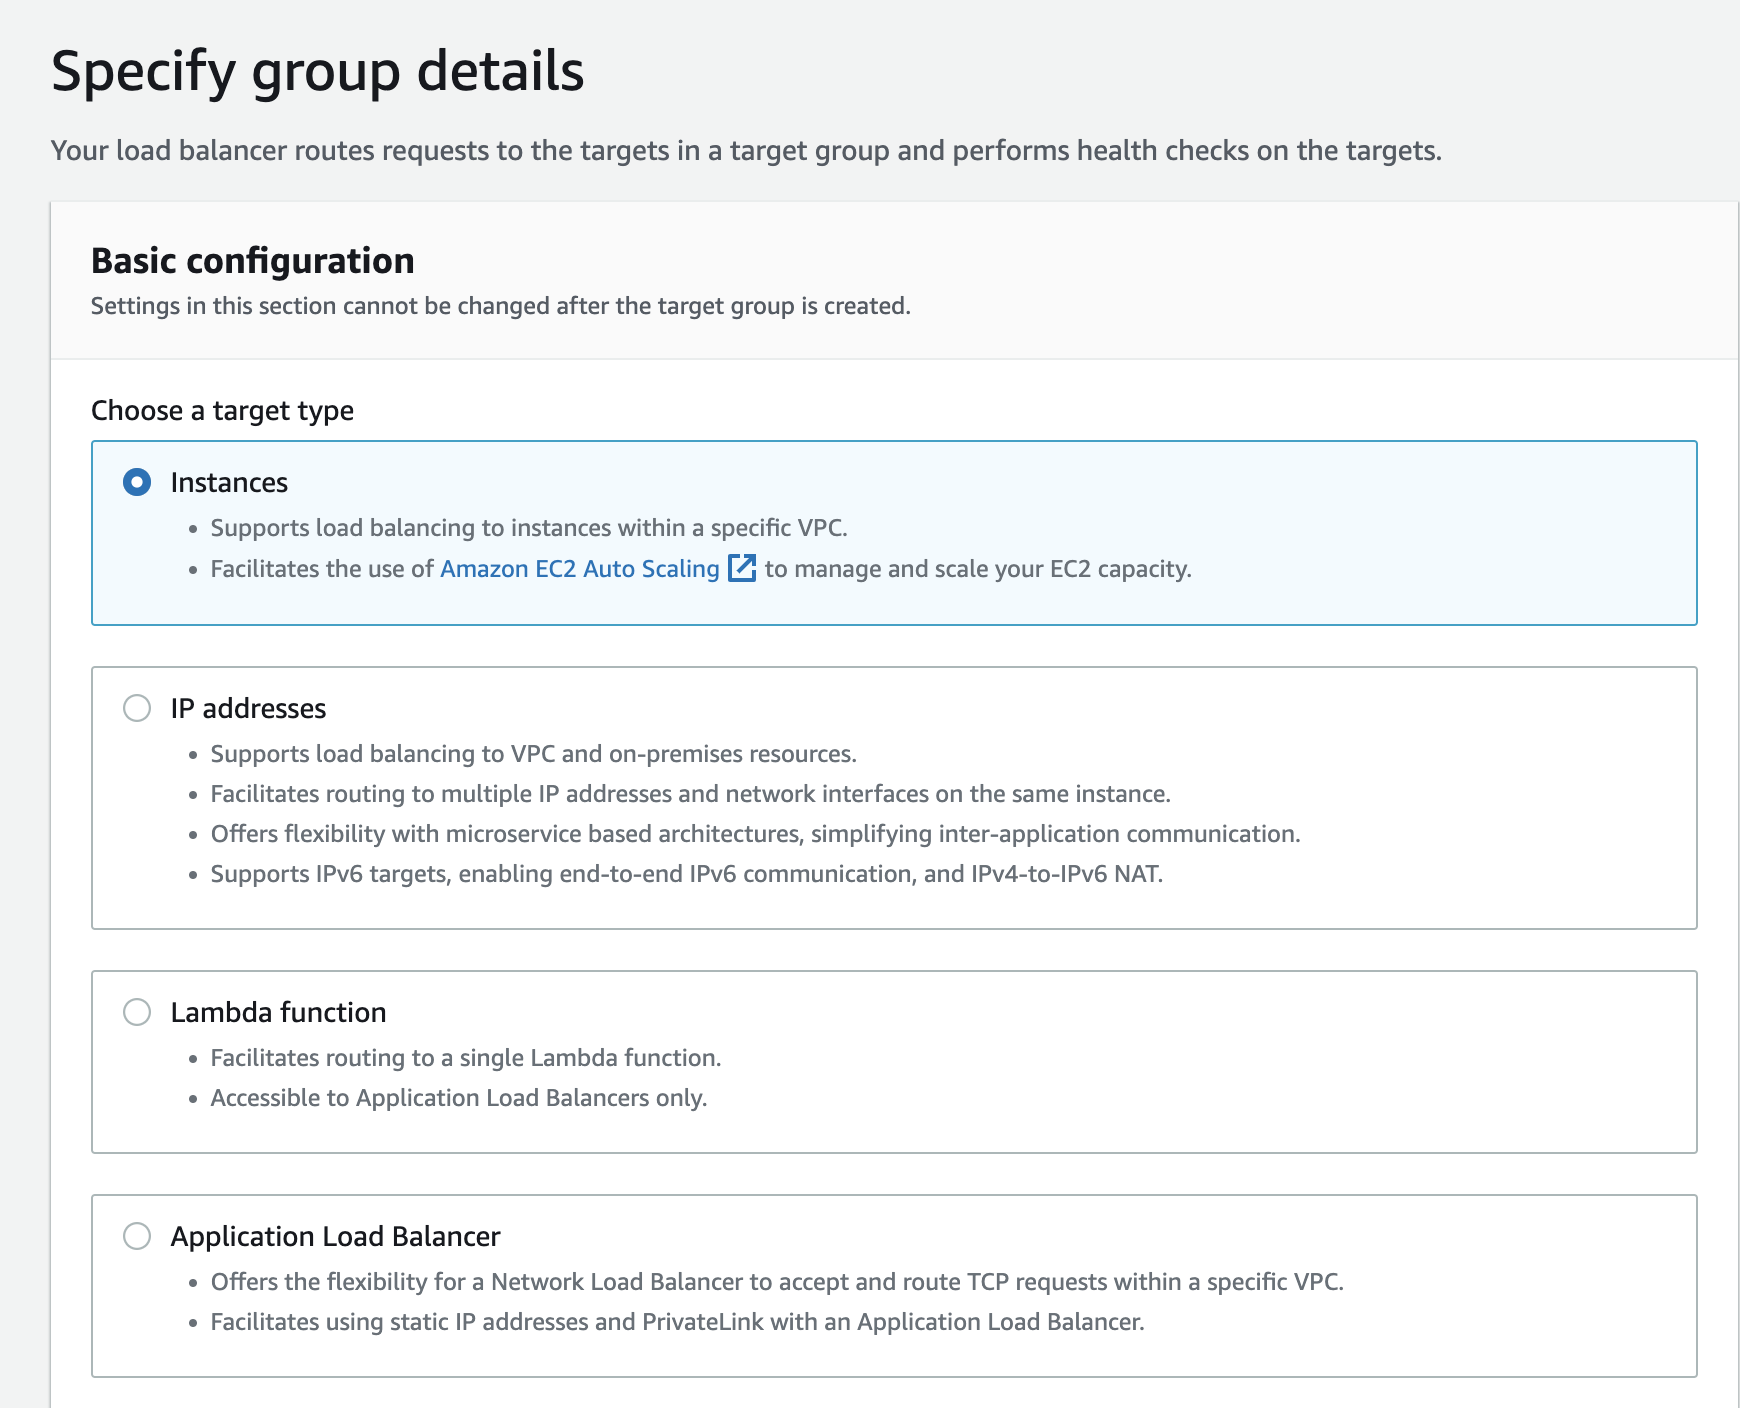 Specify group details
Your load balancer routes requests to the targets in a target group and performs health checks on the targets.
Basic configuration
Settings in this section cannot be changed after the target group is created.
Choose a target type
Instances
• Supports load balancing to instances within a specific VPC.
• Facilitates the use of Amazon EC2 Auto Scaling to manage and scale your EC2 capacity.
IP addresses
• Supports load balancing to VPC and on-premises resources.
• Facilitates routing to multiple IP addresses and network interfaces on the same instance.
• Offers flexibility with microservice based architectures, simplifying inter-application communication.
• Supports IPv6 targets, enabling end-to-end IPv6 communication, and IPv4-to-IPv6 NAT.
Lambda function
• Facilitates routing to a single Lambda function.
• Accessible to Application Load Balancers only.
Application Load Balancer
• Offers the flexibility for a Network Load Balancer to accept and route TCP requests within a specific VPC.
• Facilitates using static IP addresses and PrivateLink with an Application Load Balancer.